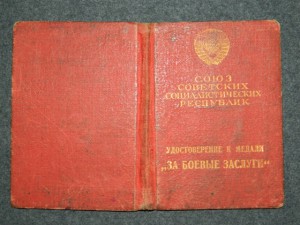 СОЮЗ
СОВЕТСКИХ
СОЦИАЛИСТИЧЕСКИХ
РЕСПУБЛИК
УДОСТОВЕРЕНИЕ К МЕДАЛИ
„ЗА БОЕВЫЕ ЗАСЛУГИ“